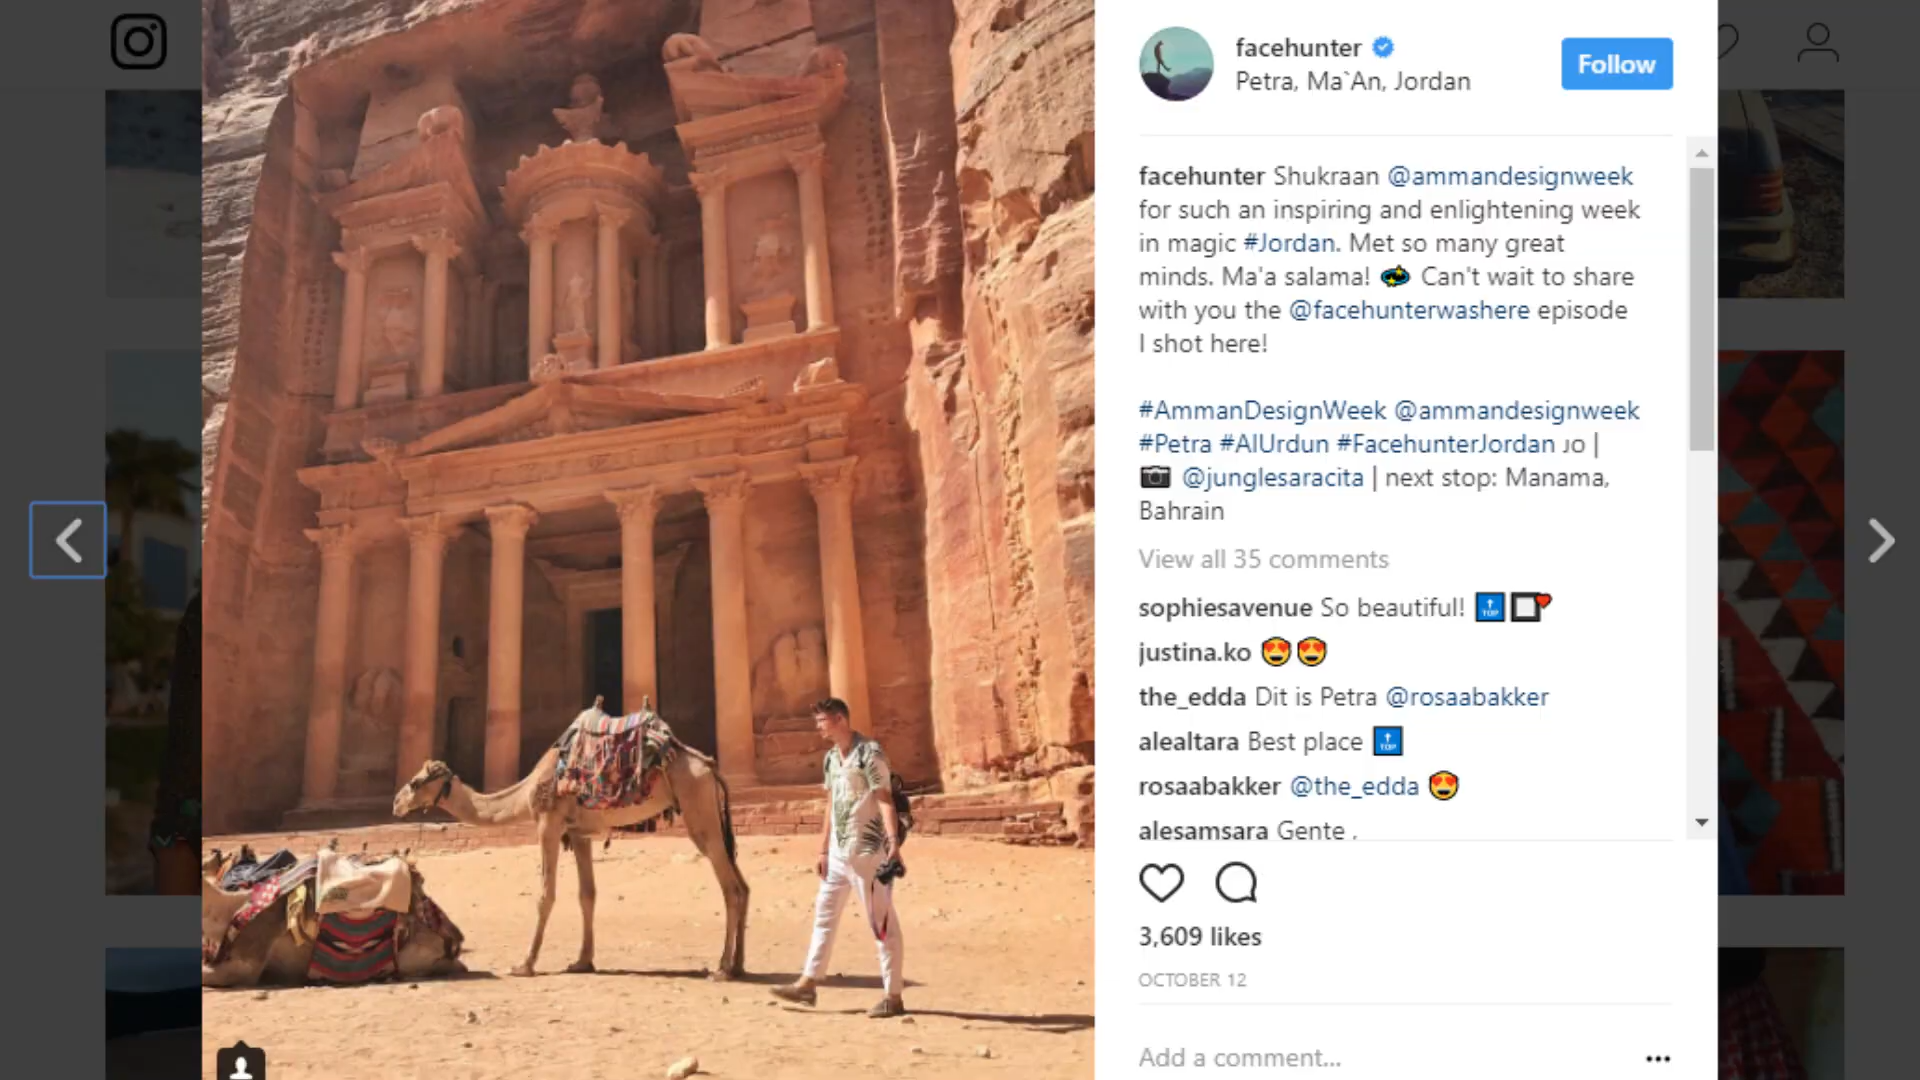 facehunter
Petra, Ma`An, Jordan
Follow
facehunter Shukraan @ammandesignweek
for such an inspiring and enlightening week
in magic #Jordan. Met so many great
minds. Ma'a salama! 💫 Can't wait to share
with you the @facehunterwashere episode
I shot here!
#AmmanDesignWeek @ammandesignweek
#Petra #AlUrdun #FacehunterJordan JO |
📷 @junglesaracita | next stop: Manama,
Bahrain
View all 35 comments
sophiesavenue So beautiful! 🔝
justina.ko 😍😍
the_edda Dit is Petra @rosaabakker
alealtara Best place 🔝
rosaabakker @the_edda 😍
alesamsara Gente .
3,609 likes
OCTOBER 12
Add a comment...